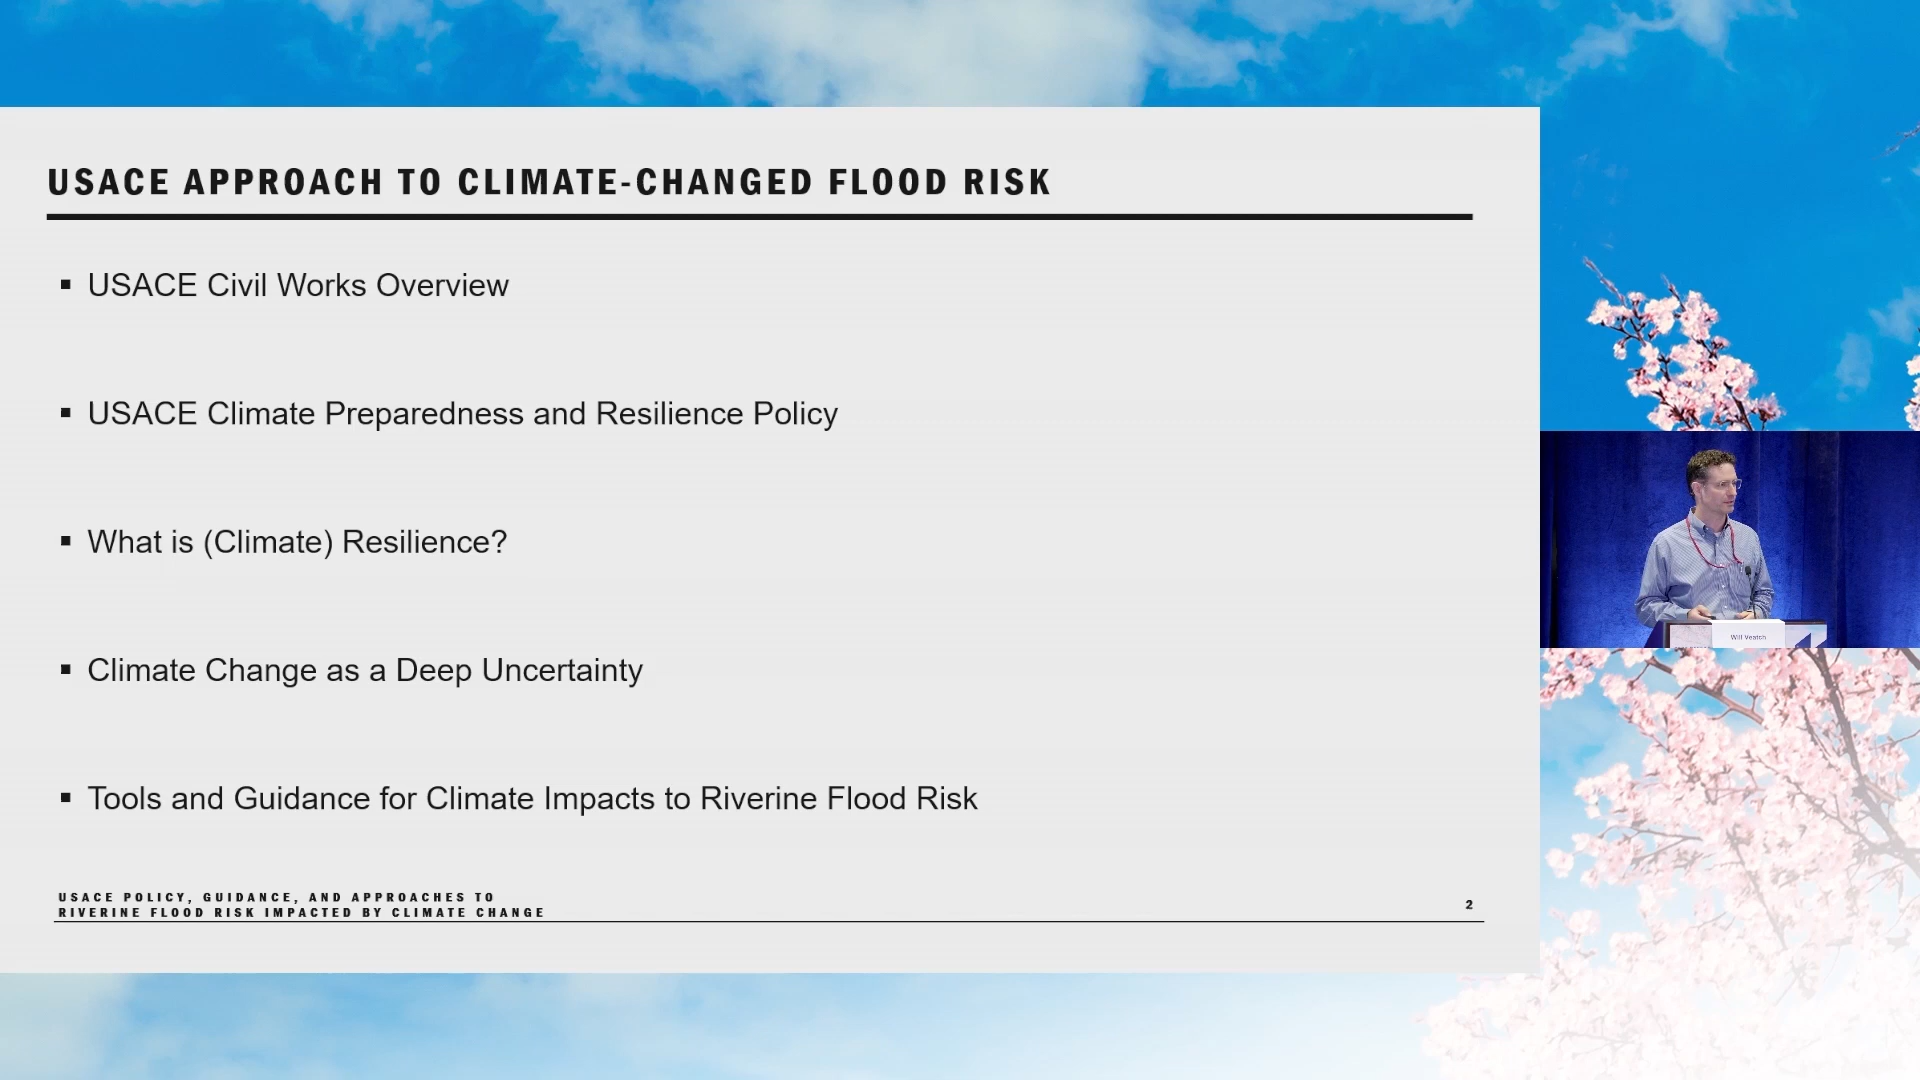 USACE APPROACH TO CLIMATE-CHANGED FLOOD RISK
▪ USACE Civil Works Overview
▪ USACE Climate Preparedness and Resilience Policy
▪ What is (Climate) Resilience?
▪ Climate Change as a Deep Uncertainty
▪ Tools and Guidance for Climate Impacts to Riverine Flood Risk
USACE POLICY, GUIDANCE, AND APPROACHES TO
RIVERINE FLOOD RISK IMPACTED BY CLIMATE CHANGE
2
Will Veatch